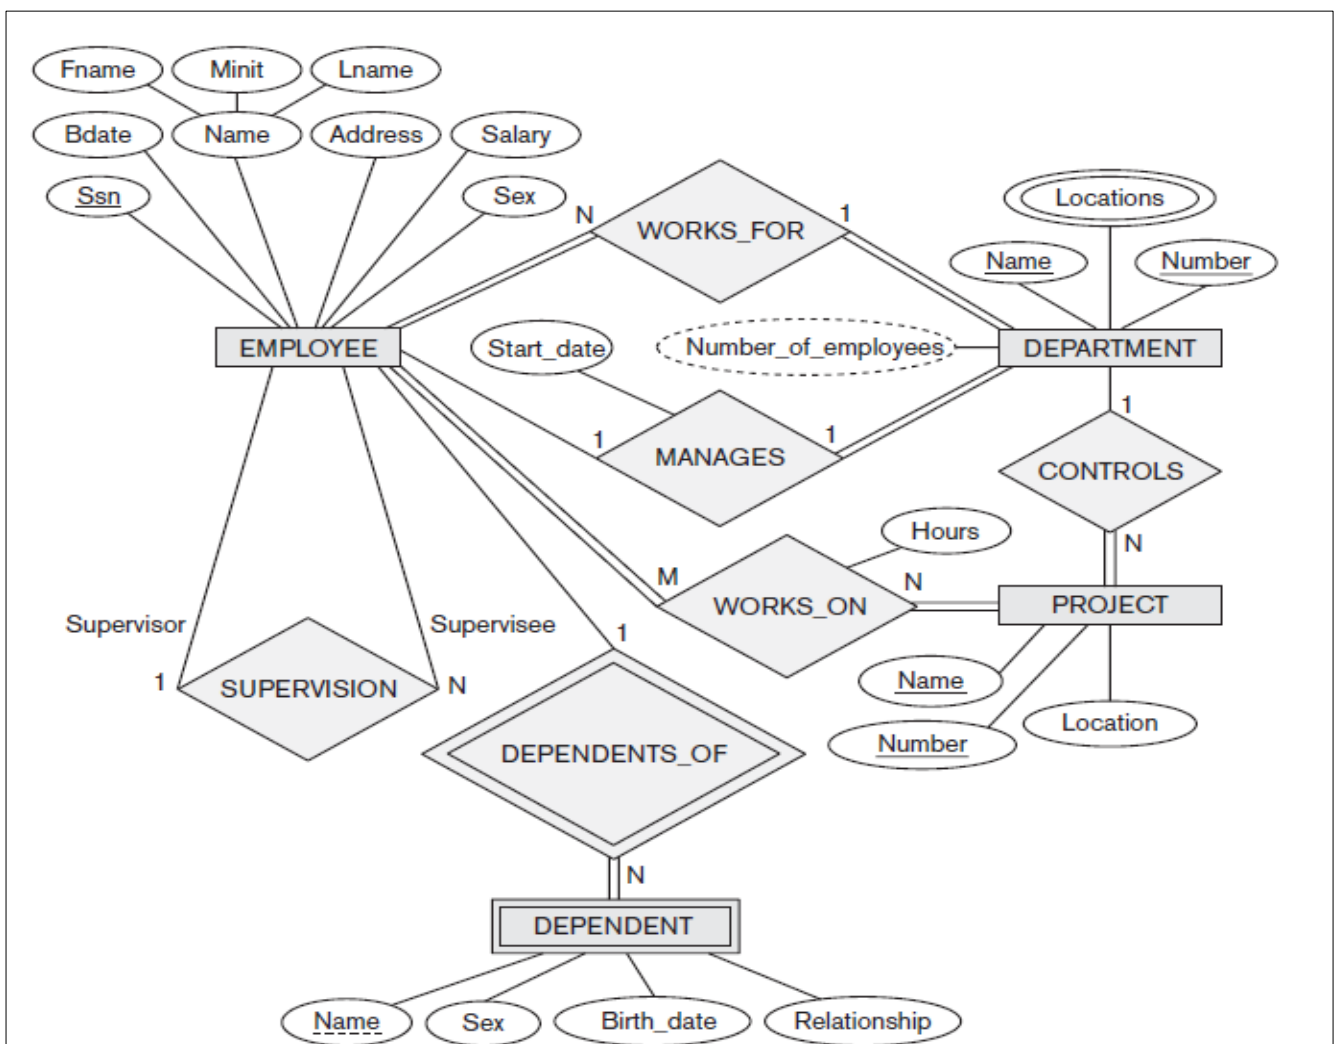 Fname Minit Lname
Bdate Name Address Salary
Ssn Sex
N WORKS_FOR 1
Locations
Name Number
EMPLOYEE
Start_date
Number_of_employees
DEPARTMENT
1 MANAGES 1
1
CONTROLS
N
Hours
M WORKS_ON N
PROJECT
Name
Number
Location
Supervisor Supervisee
1 SUPERVISION N
1
DEPENDENTS_OF
N
DEPENDENT
Name Sex Birth_date Relationship